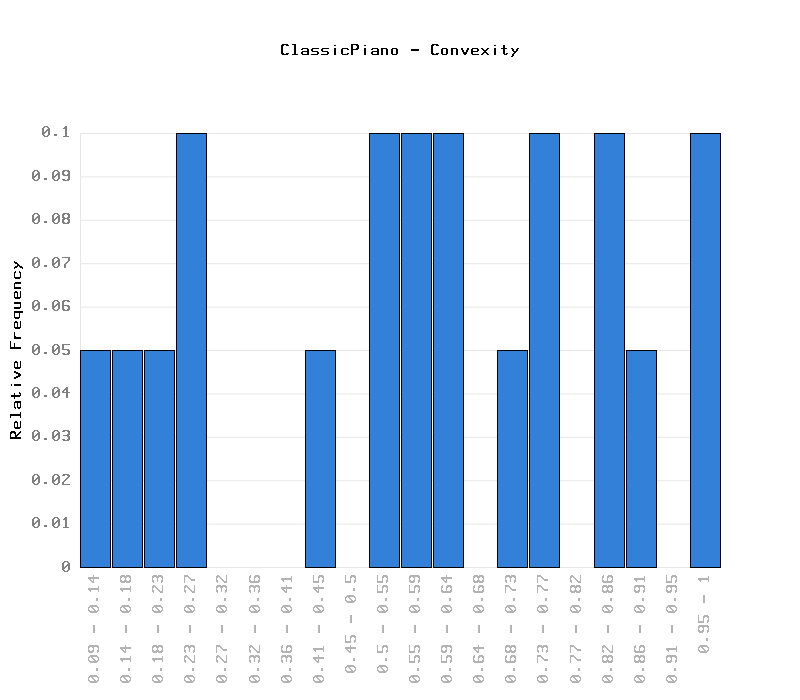 ClassicPiano - Convexity
Relative Frequency
0.1
0.09
0.08
0.07
0.06
0.05
0.04
0.03
0.02
0.01
0
0.09 - 0.14
0.14 - 0.18
0.18 - 0.23
0.23 - 0.27
0.27 - 0.32
0.32 - 0.36
0.36 - 0.41
0.41 - 0.45
0.45 - 0.5
0.5 - 0.55
0.55 - 0.59
0.59 - 0.64
0.64 - 0.68
0.68 - 0.73
0.73 - 0.77
0.77 - 0.82
0.82 - 0.86
0.86 - 0.91
0.91 - 0.95
0.95 - 1